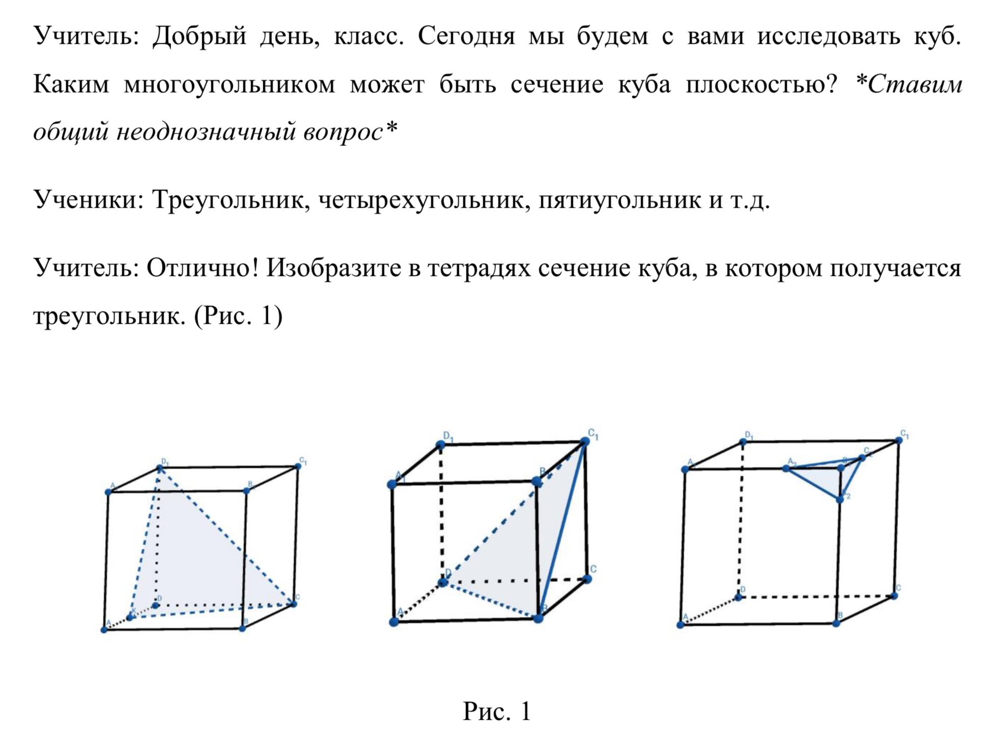 Учитель: Добрый день, класс. Сегодня мы будем с вами исследовать куб.
Каким многоугольником может быть сечение куба плоскостью? *Ставим
общий неоднозначный вопрос*
Ученики: Треугольник, четырехугольник, пятиугольник и т.д.
Учитель: Отлично! Изобразите в тетрадях сечение куба, в котором получается
треугольник. (Рис. 1)
D₁ C₁
A B
D C
K
A B
D₁ C₁
A₁ B
D C
A B
D₁ C₁
A A₂ B₁ C₂
B₂
D C
A B
Рис. 1